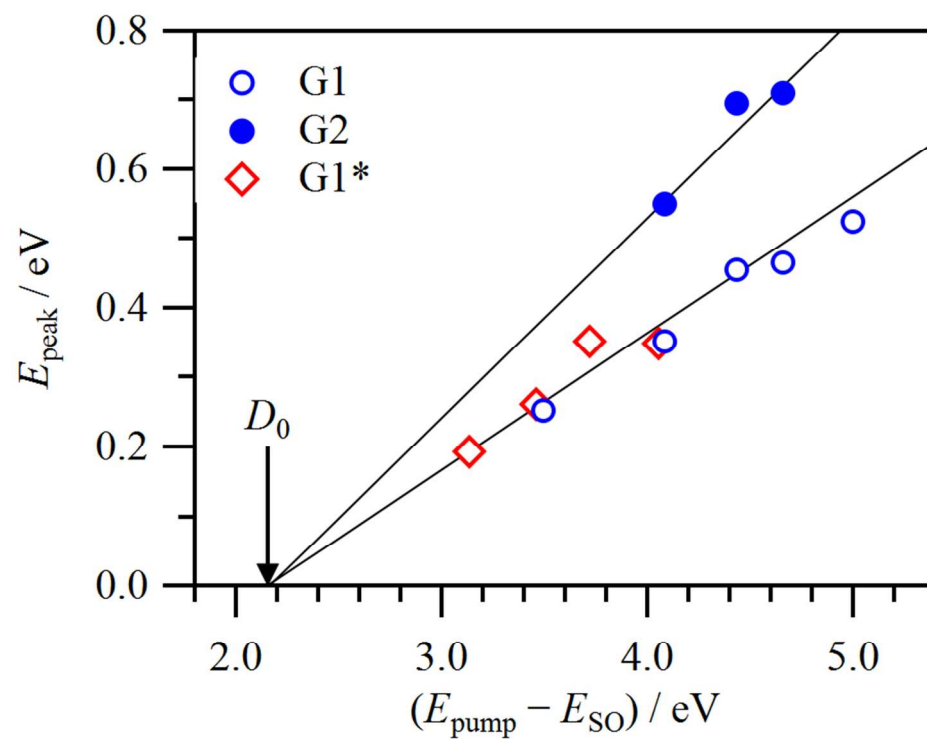 0.8
G1
G2
G1*
0.6
0.4
0.2
0.0
E_peak / eV
D_0
2.0 3.0 4.0 5.0
(E_pump − E_SO) / eV